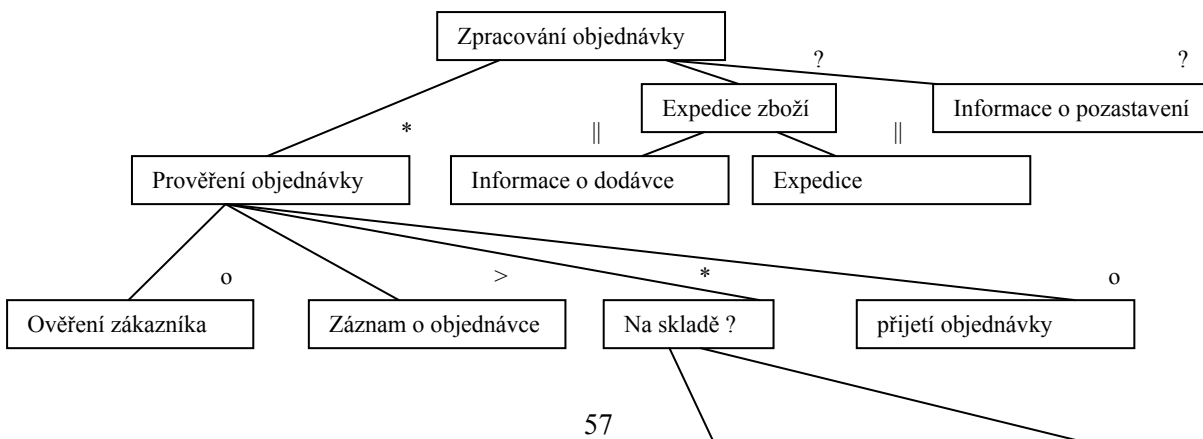 Zpracování objednávky
? ?
Expedice zboží Informace o pozastavení
* || ||
Prověření objednávky Informace o dodávce Expedice
o > * o
Ověření zákazníka Záznam o objednávce Na skladě ? přijetí objednávky
57